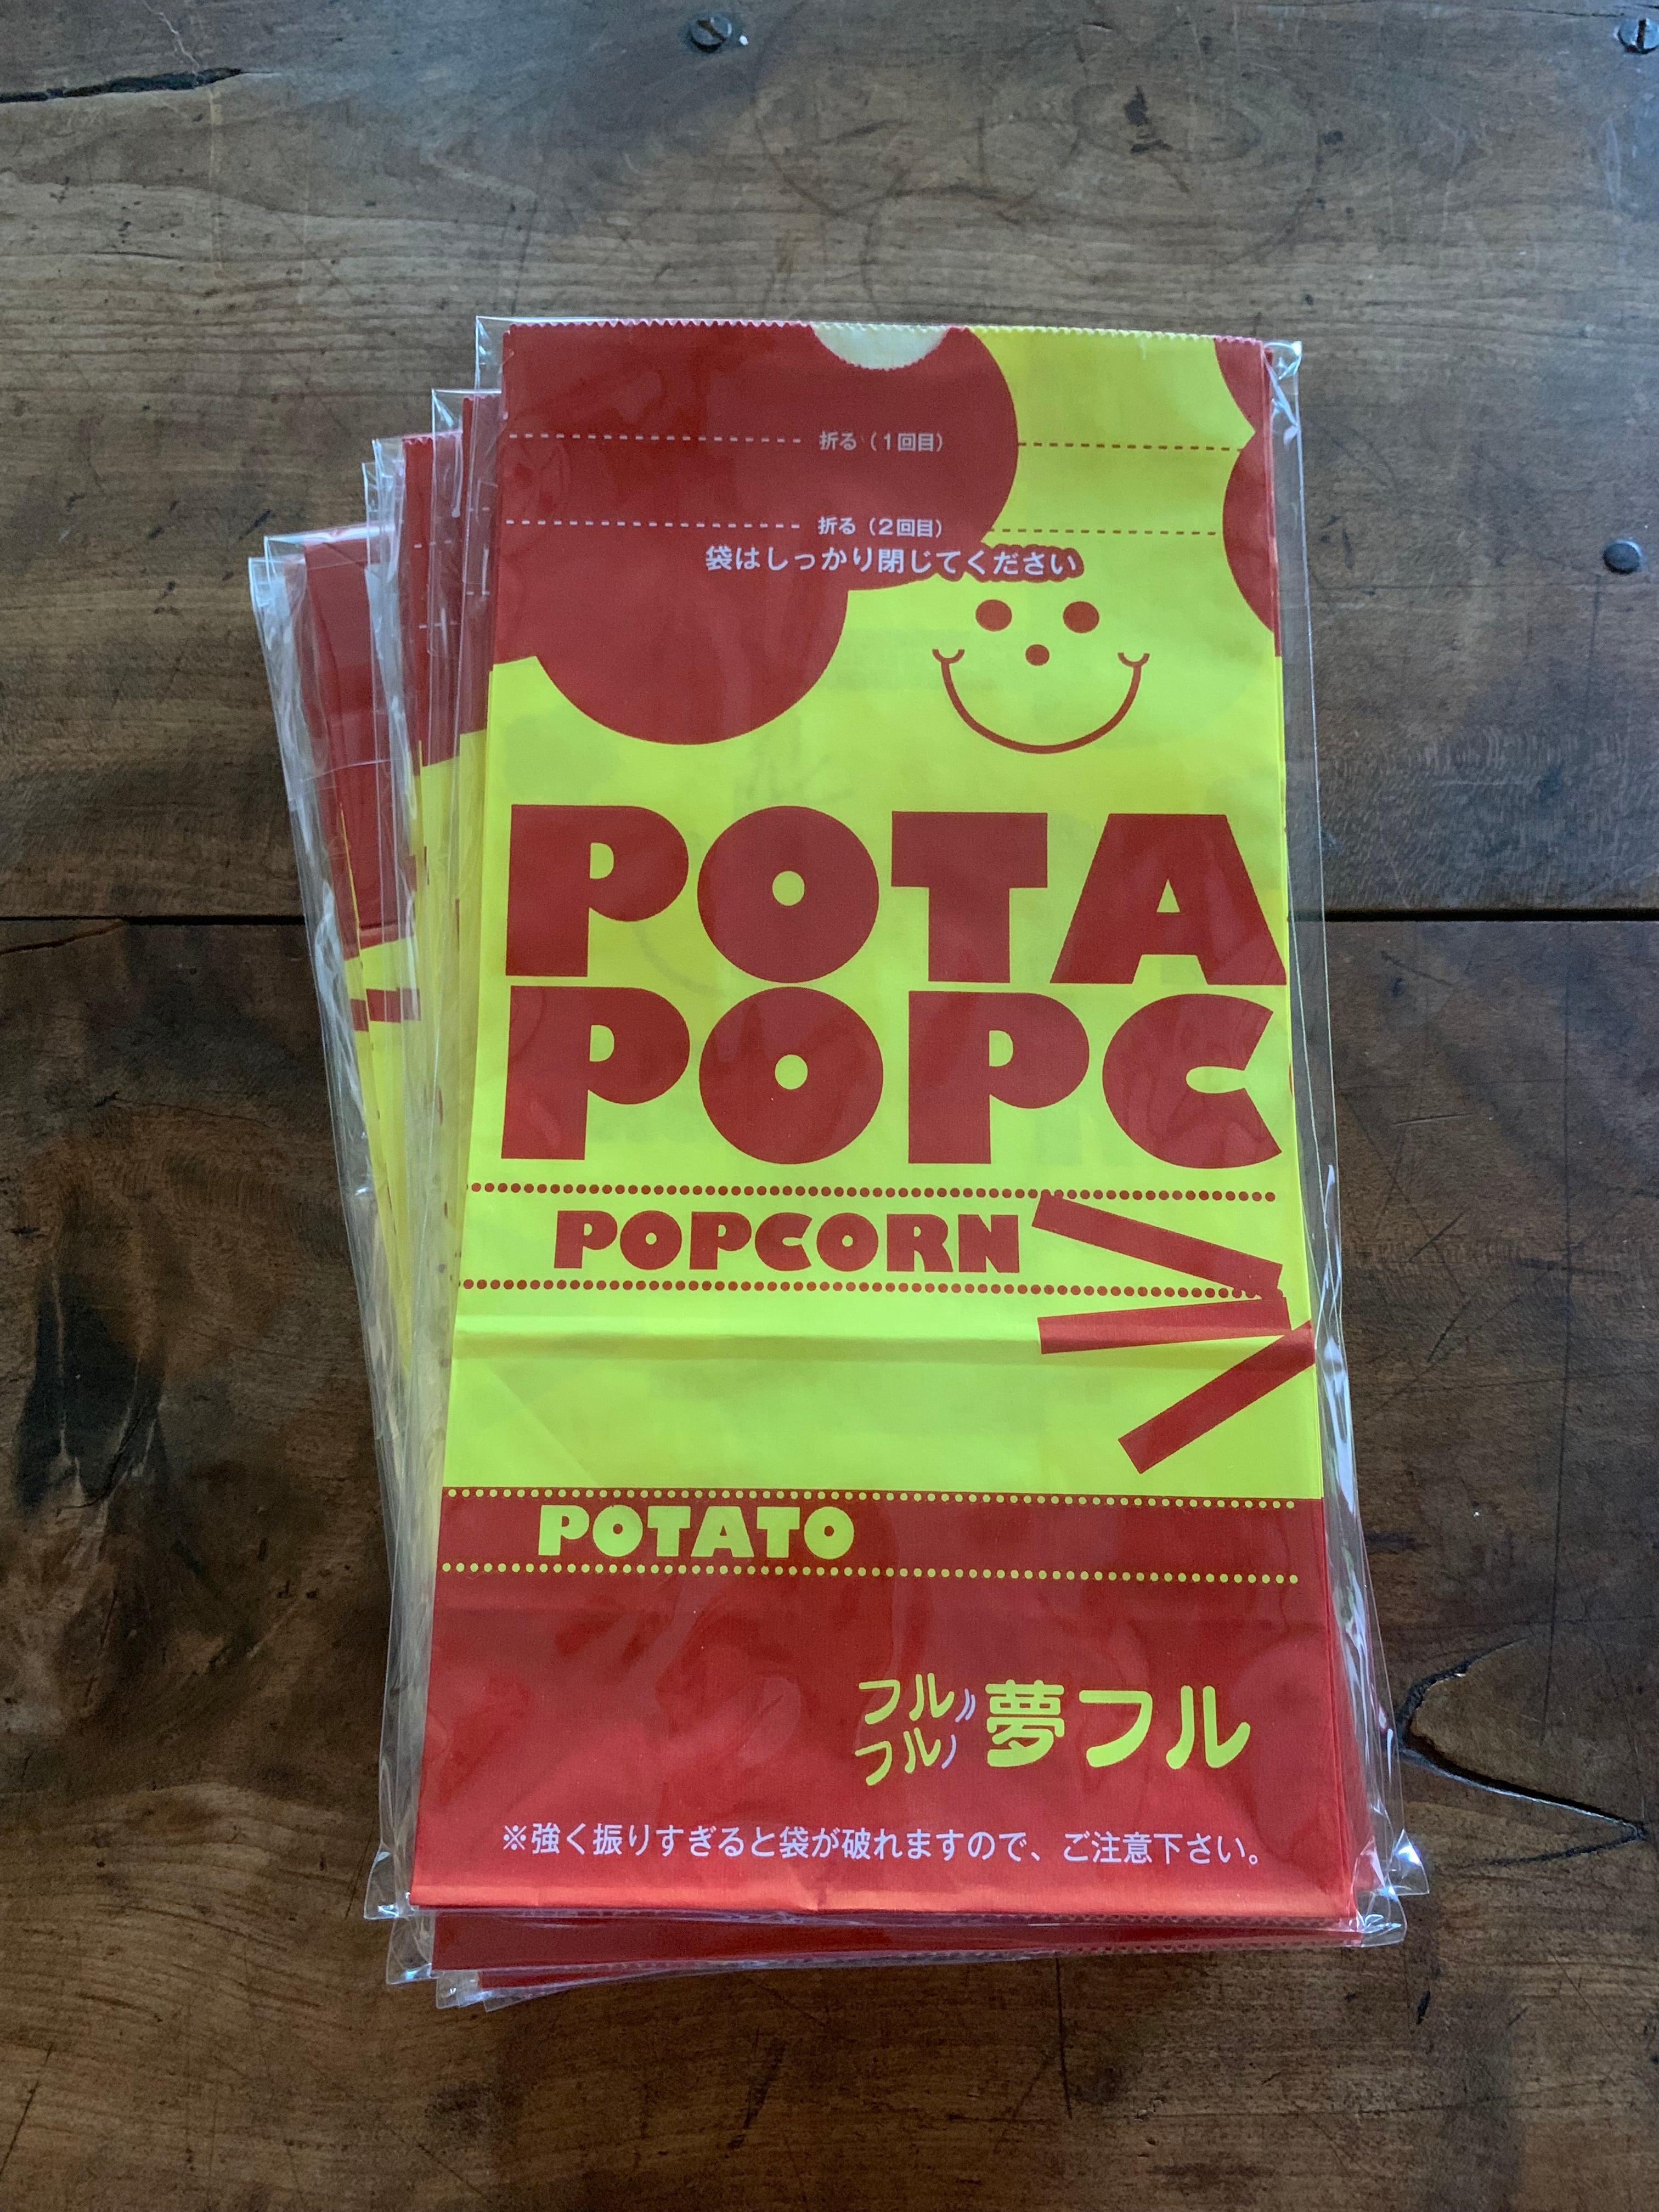 折る（1回目）
折る（2回目）
袋はしっかり閉じてください
POTA
POPC
POPCORN
POTATO
フル
フル
夢フル
※強く振りすぎると袋が破れますので、ご注意下さい。